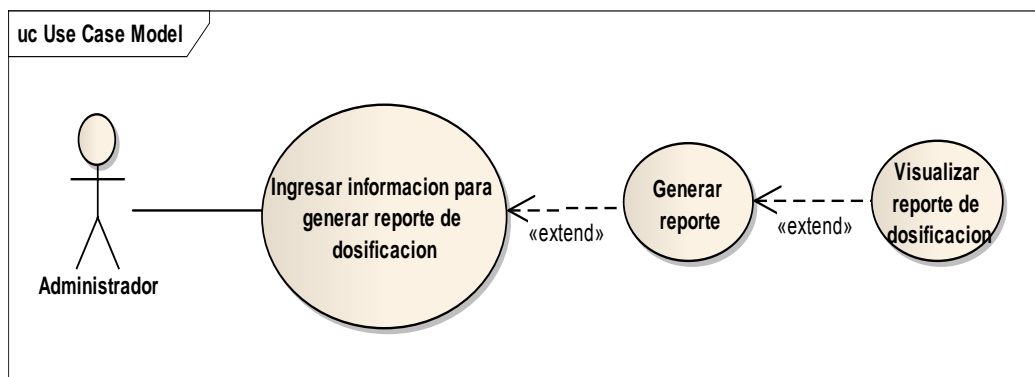 uc Use Case Model
Administrador
Ingresar informacion para
generar reporte de
dosificacion
«extend»
Generar
reporte
«extend»
Visualizar
reporte de
dosificacion